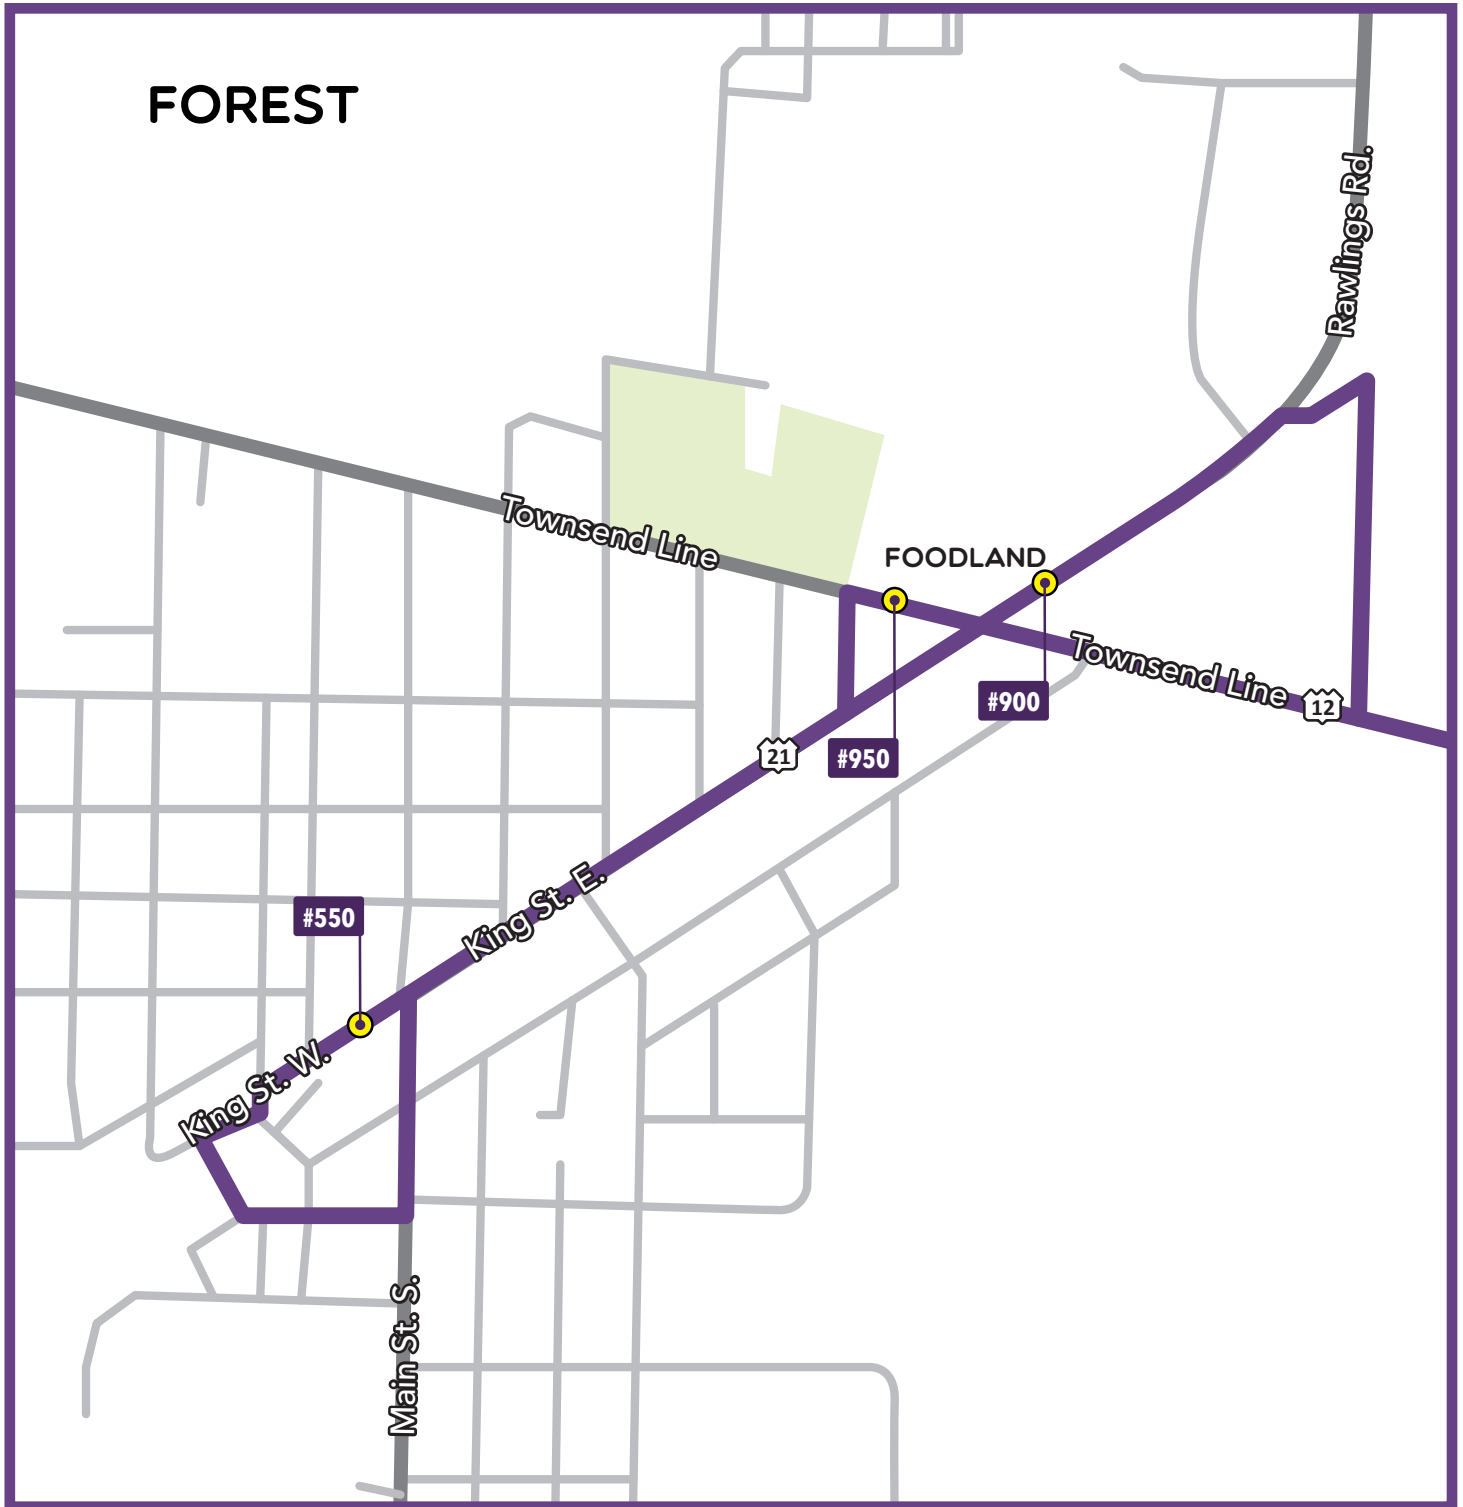 FOREST
Rawlings Rd.
Townsend Line
FOODLAND
Townsend Line
12
#900
21
#950
King St. E.
#550
King St. W.
Main St. S.